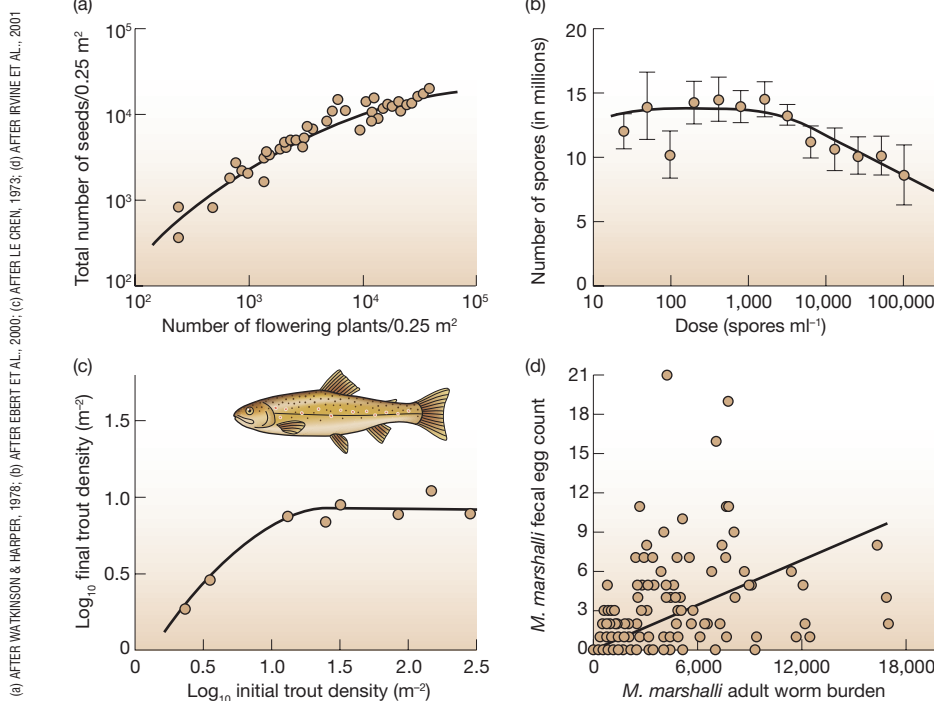 (a) AFTER WATKINSON & HARPER, 1978; (b) AFTER EBERT ET AL., 2000; (c) AFTER LE CREN, 1973; (d) AFTER IRVINE ET AL., 2001
(a)
Total number of seeds/0.25 m²
10⁵
10⁴
10³
10²
10² 10³ 10⁴ 10⁵
Number of flowering plants/0.25 m²
(b)
Number of spores (in millions)
20
15
10
5
0
10 100 1,000 10,000 100,000
Dose (spores ml⁻¹)
(c)
Log₁₀ final trout density (m⁻²)
1.5
1.0
0.5
0
0 0.5 1.0 1.5 2.0 2.5
Log₁₀ initial trout density (m⁻²)
(d)
M. marshalli fecal egg count
21
18
15
12
9
6
3
0
0 6,000 12,000 18,000
M. marshalli adult worm burden